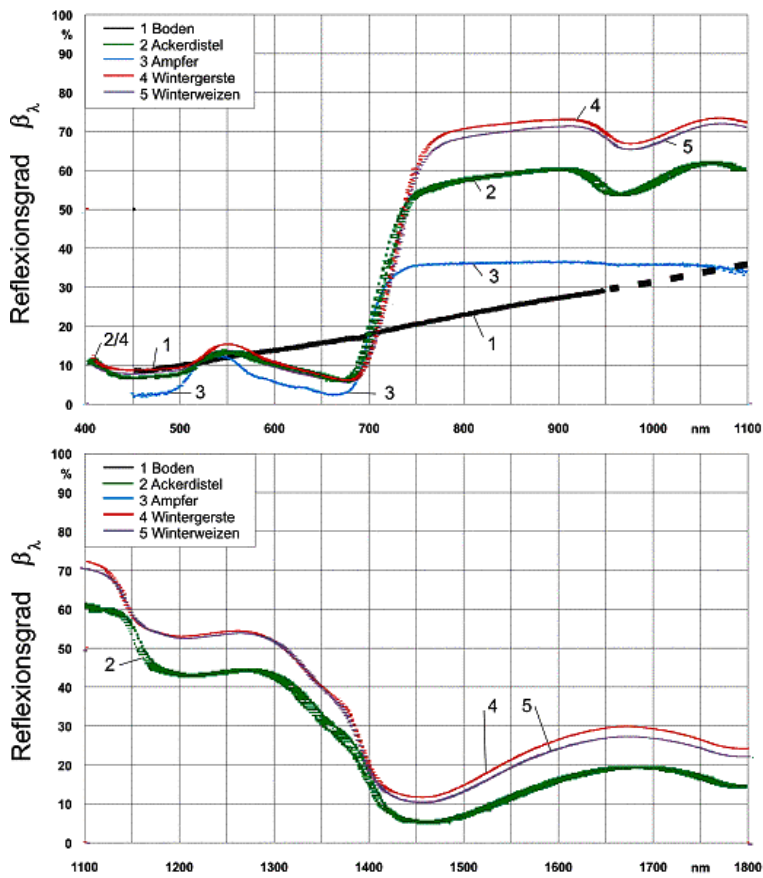 100
%
90
80
70
60
50
40
30
20
10
0
Reflexionsgrad βλ
1 Boden
2 Ackerdistel
3 Ampfer
4 Wintergerste
5 Winterweizen
4
5
2
3
1
2/4
1
3
3
400 500 600 700 800 900 1000 nm 1100
100
%
90
80
70
60
50
40
30
20
10
0
Reflexionsgrad βλ
1 Boden
2 Ackerdistel
3 Ampfer
4 Wintergerste
5 Winterweizen
2
4
5
1100 1200 1300 1400 1500 1600 1700 nm 1800